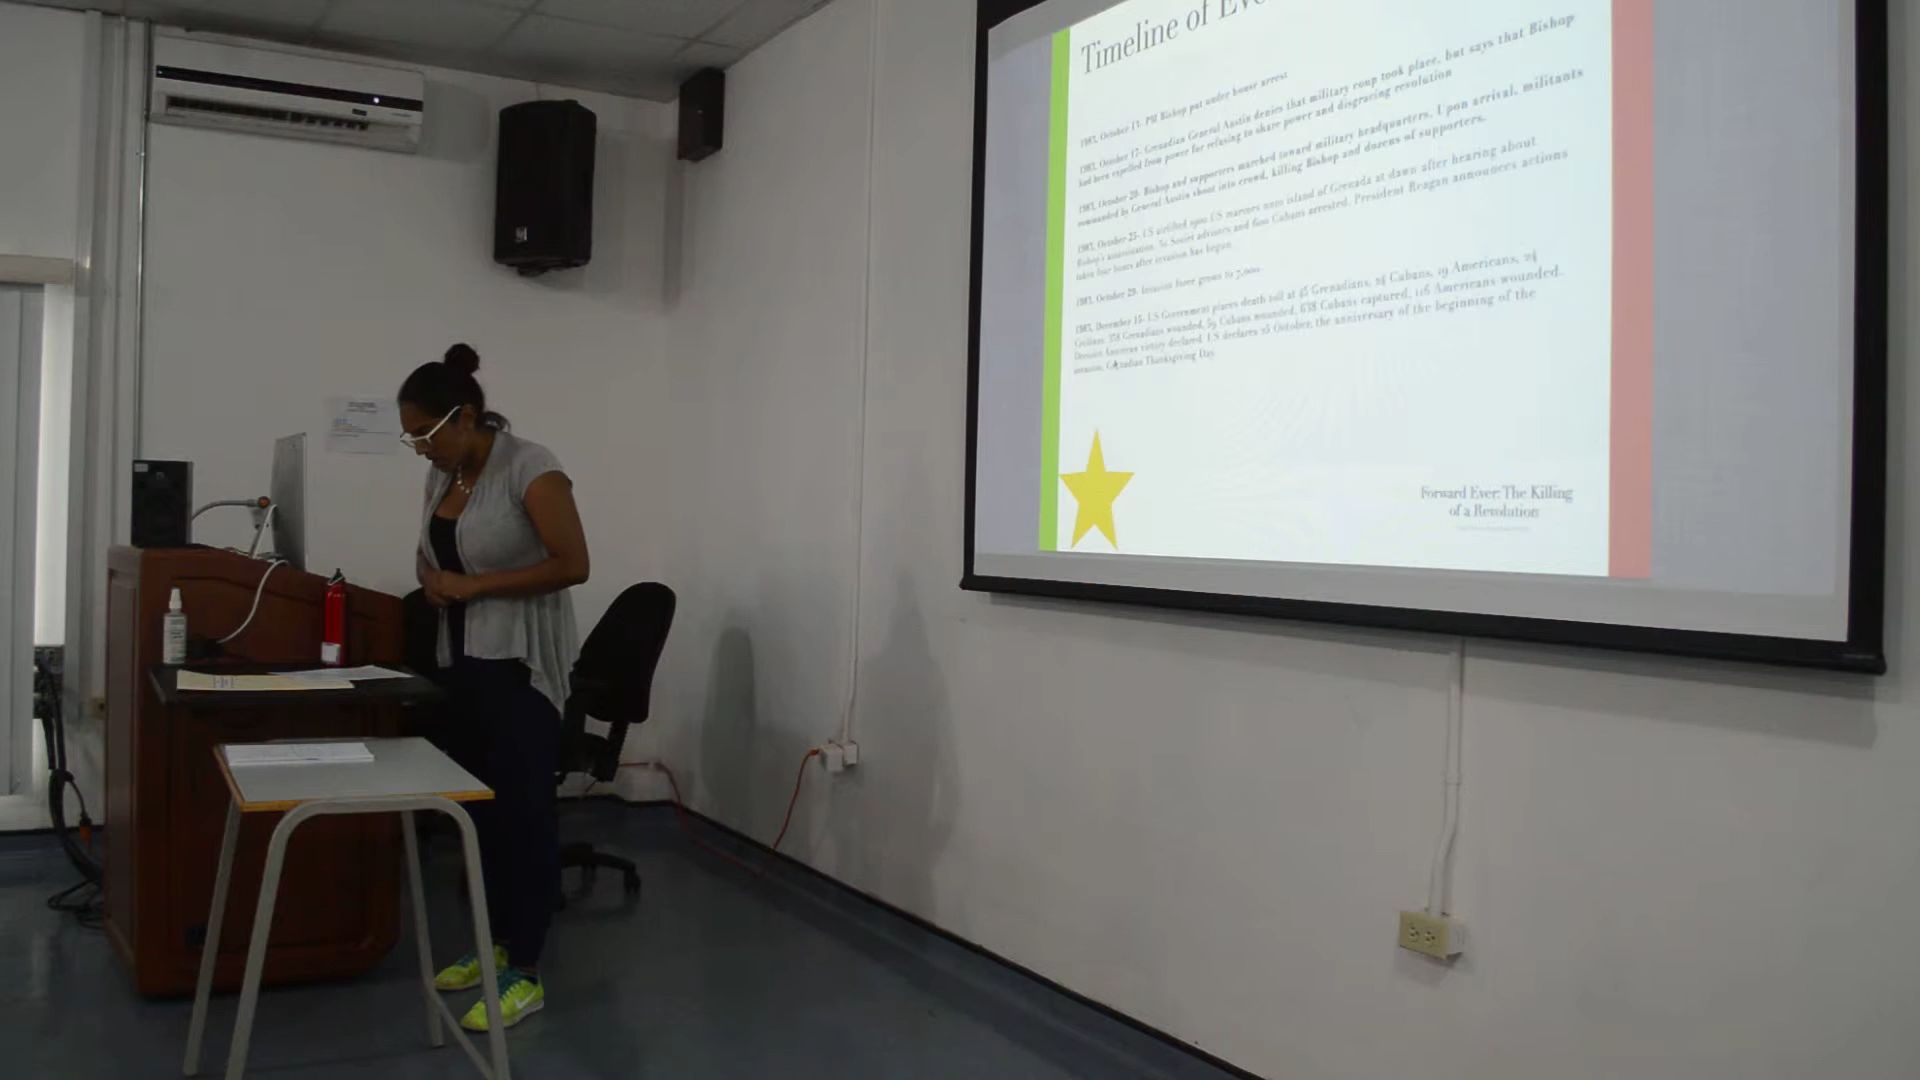 Timeline of Eve
1983, October 13- PM Bishop put under house arrest
1983, October 17- Grenadian General Austin denies that military coup took place, but says that Bishop
had been expelled from power for refusing to share power and disgracing revolution
1983, October 20- Bishop and supporters marched toward military headquarters. Upon arrival, militants
commanded by General Austin shoot into crowd, killing Bishop and dozens of supporters.
1983, October 25- US airlifted 1900 US marines onto island of Grenada at dawn after hearing about
Bishop's assassination. 30 Soviet advisors and 600 Cubans arrested. President Reagan announces actions
taken four hours after invasion has begun.
1983, October 29- Invasion force grows to 7,000.
1983, December 15- US Government places death toll at 45 Grenadians, 24 Cubans, 19 Americans, 24
Civilians. 358 Grenadians wounded, 59 Cubans wounded, 638 Cubans captured, 116 Americans wounded.
Decisive American victory declared. US declares 25 October, the anniversary of the beginning of the
invasion, Grenadian Thanksgiving Day
Forward Ever: The Killing
of a Revolution